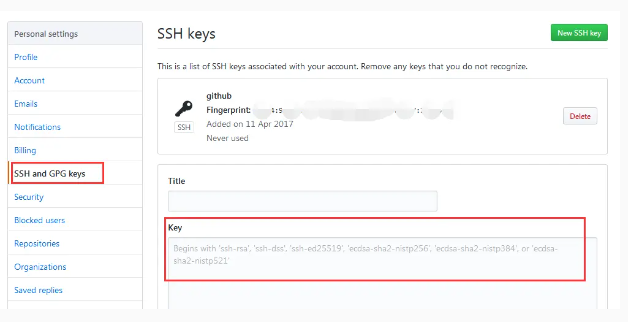 Personal settings
Profile
Account
Emails
Notifications
Billing
SSH and GPG keys
Security
Blocked users
Repositories
Organizations
Saved replies
SSH keys
New SSH key
This is a list of SSH keys associated with your account. Remove any keys that you do not recognize.
SSH
github
Fingerprint:
Added on 11 Apr 2017
Never used
Delete
Title
Key
Begins with 'ssh-rsa', 'ssh-dss', 'ssh-ed25519', 'ecdsa-sha2-nistp256', 'ecdsa-sha2-nistp384', or 'ecdsa-
sha2-nistp521'